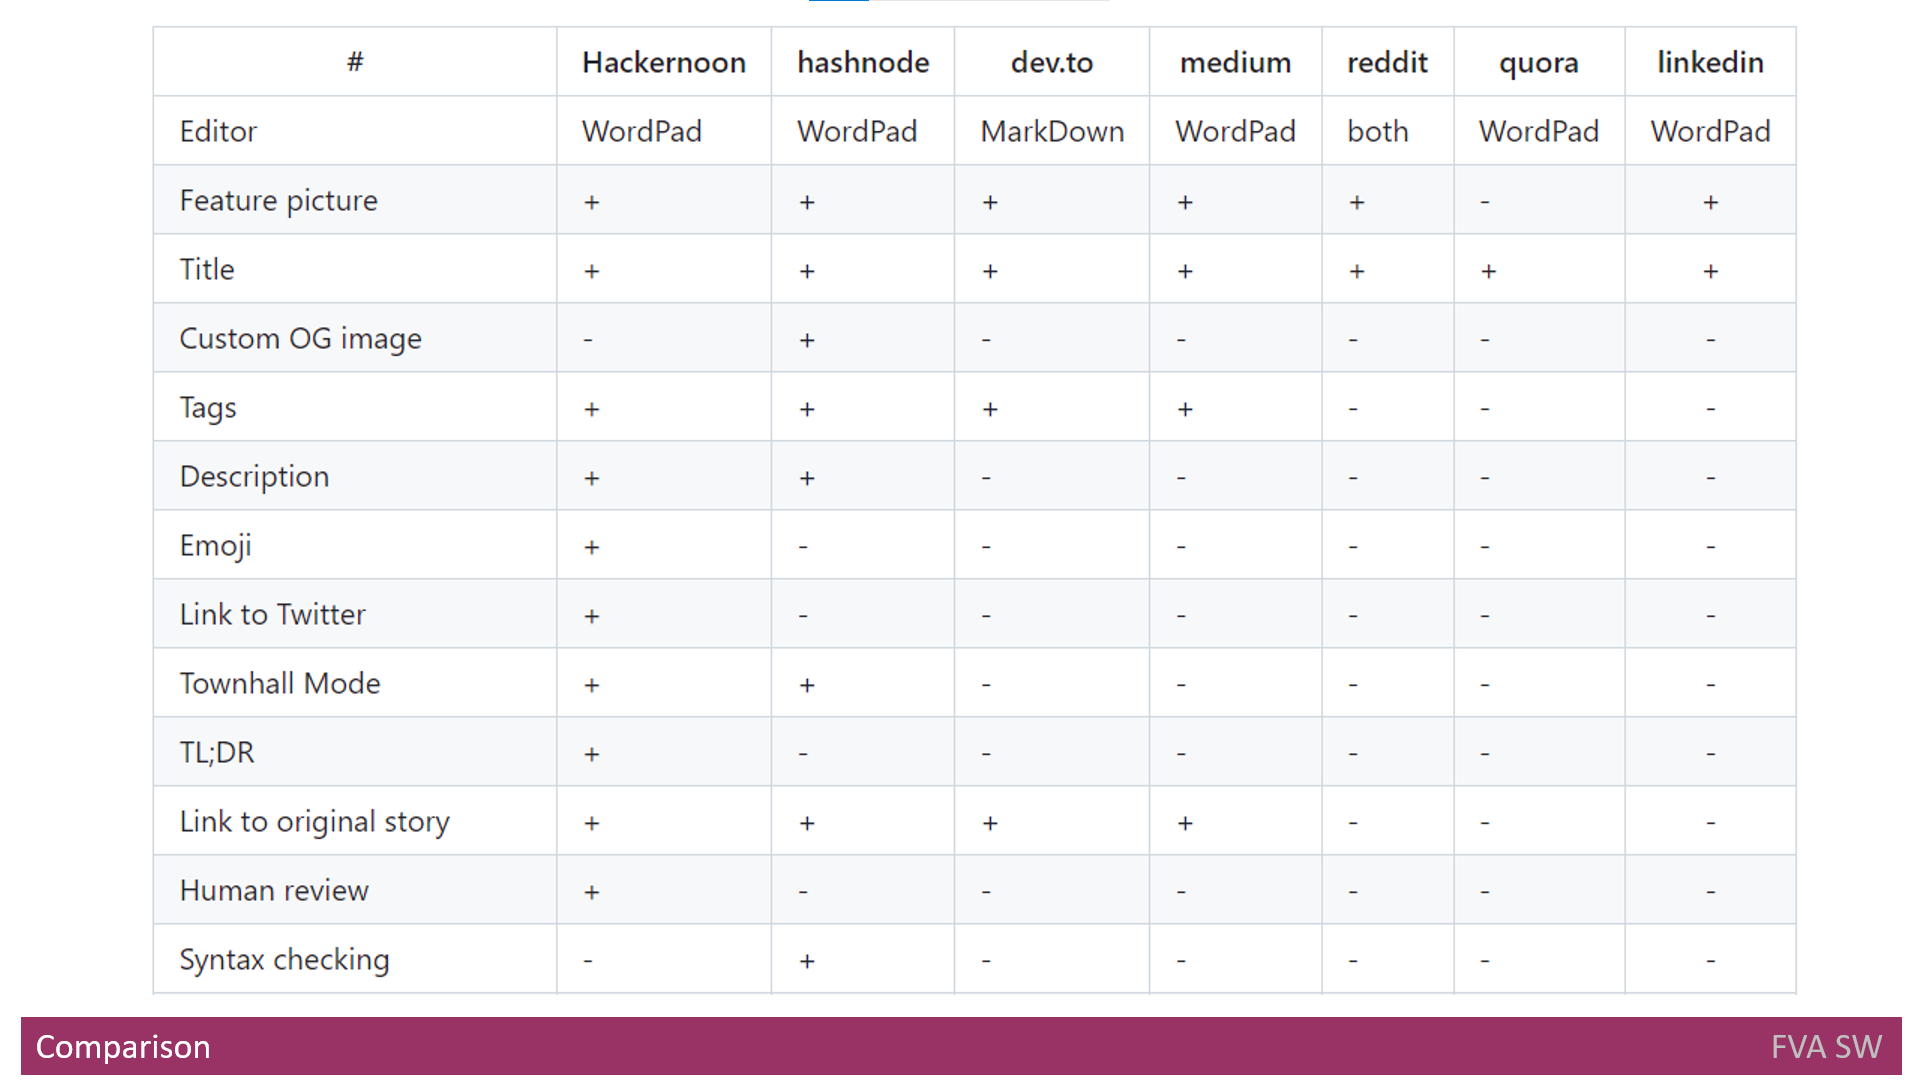 # Hackernoon hashnode dev.to medium reddit quora linkedin
Editor WordPad WordPad MarkDown WordPad both WordPad WordPad
Feature picture + + + + + - +
Title + + + + + + +
Custom OG image - + - - - - -
Tags + + + + - - -
Description + + - - - - -
Emoji + - - - - - -
Link to Twitter + - - - - - -
Townhall Mode + + - - - - -
TL;DR + - - - - - -
Link to original story + + + + - - -
Human review + - - - - - -
Syntax checking - + - - - - -
Comparison FVA SW